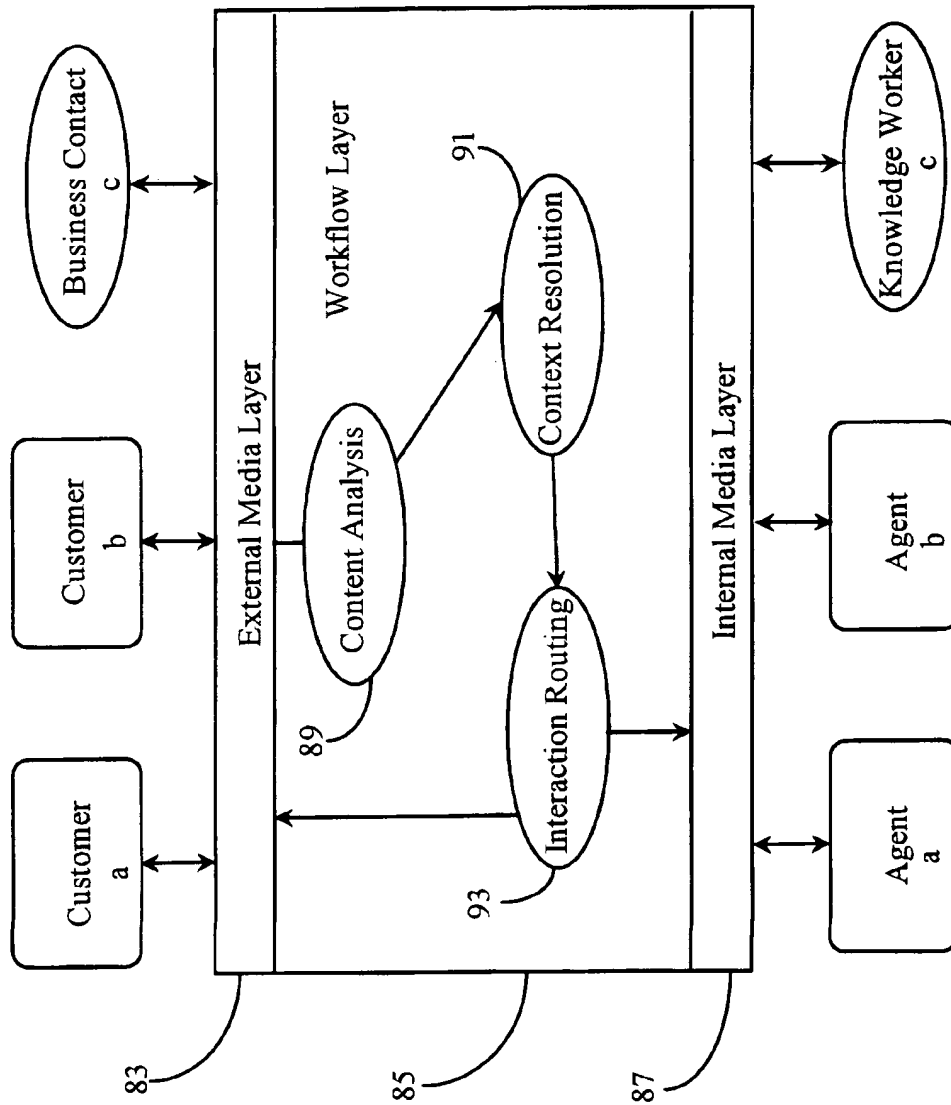 Customer
a
Customer
b
Business Contact
c
83
External Media Layer
Workflow Layer
89
Content Analysis
91
Context Resolution
85
93
Interaction Routing
87
Internal Media Layer
Agent
a
Agent
b
Knowledge Worker
c